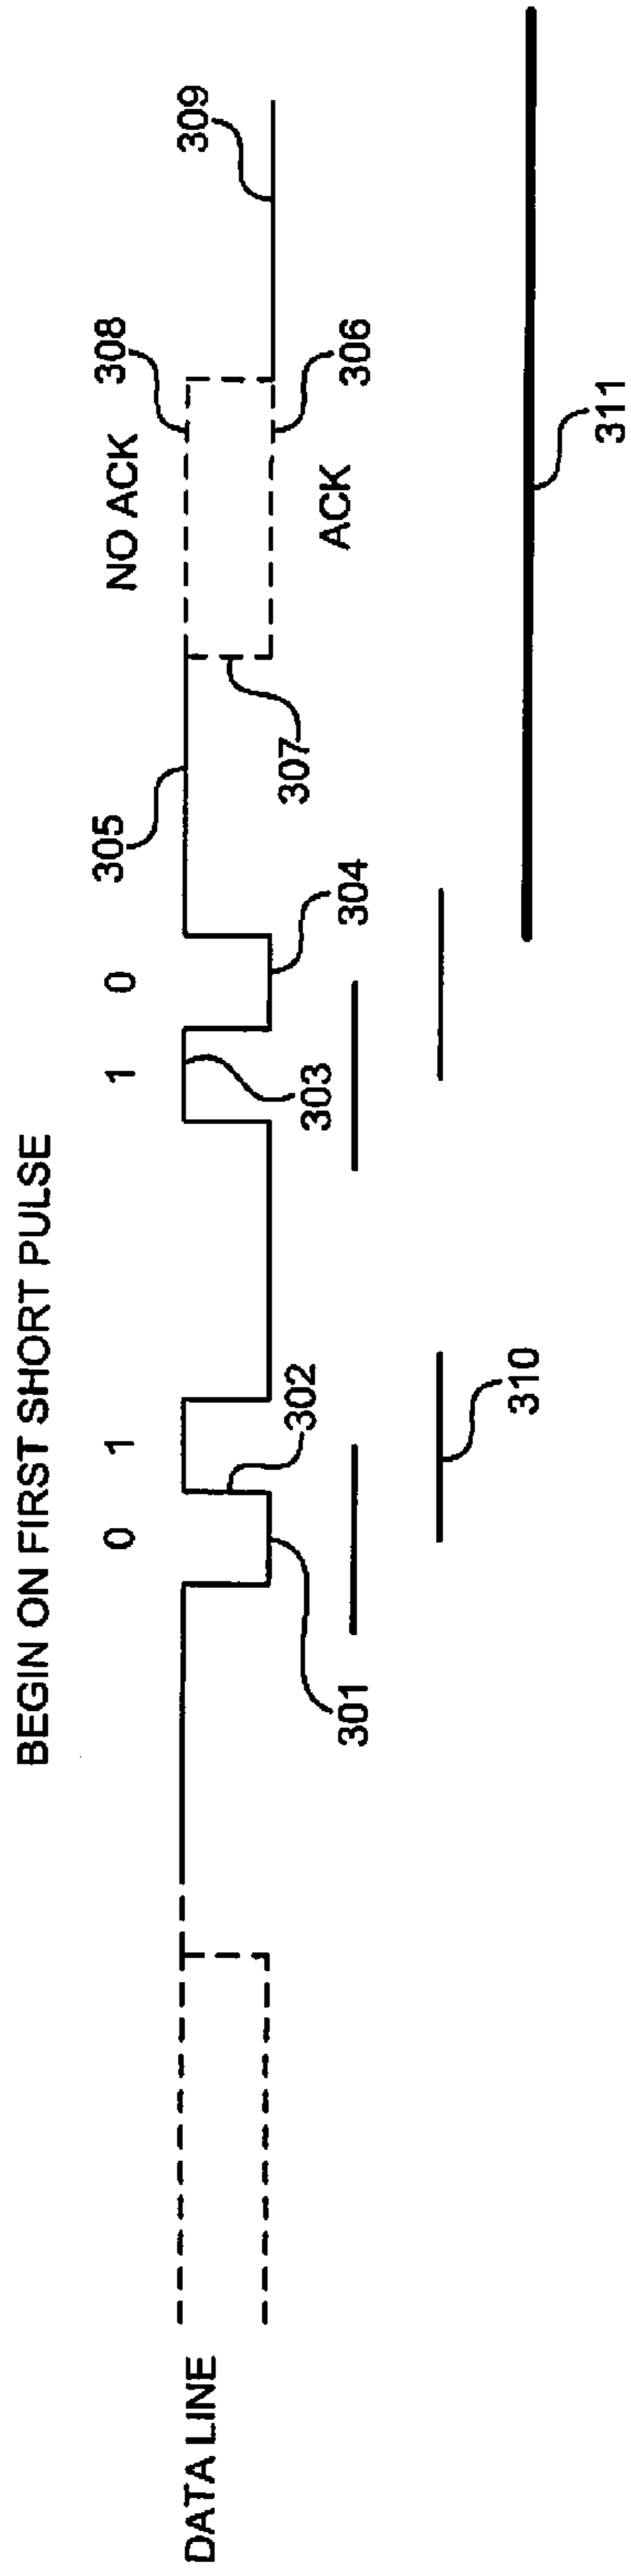 BEGIN ON FIRST SHORT PULSE
DATA LINE
0 1 1 0
NO ACK
ACK
301
302
303
304
305
306
307
308
309
310
311